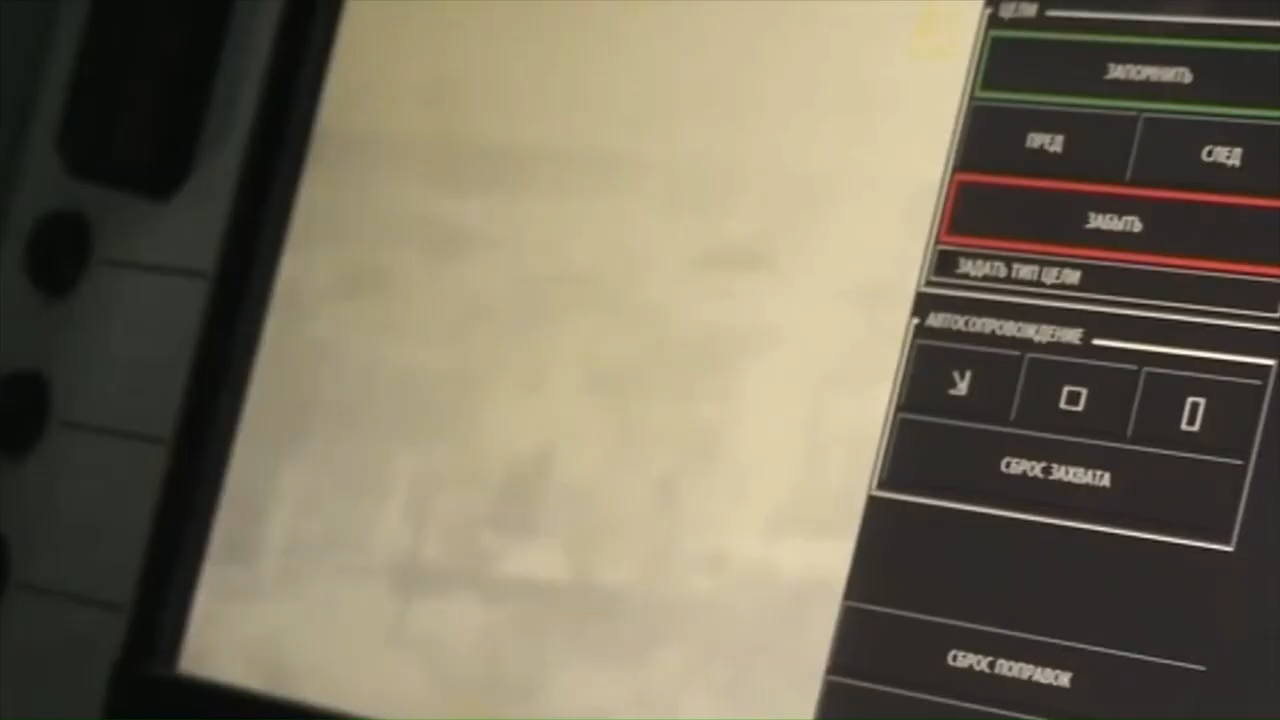 ЦЕЛИ
ЗАПОМНИТЬ
ПРЕД
СЛЕД
ЗАБЫТЬ
ЗАДАТЬ ТИП ЦЕЛИ
АВТОСОПРОВОЖДЕНИЕ
СБРОС ЗАХВАТА
СБРОС ПОПРАВОК